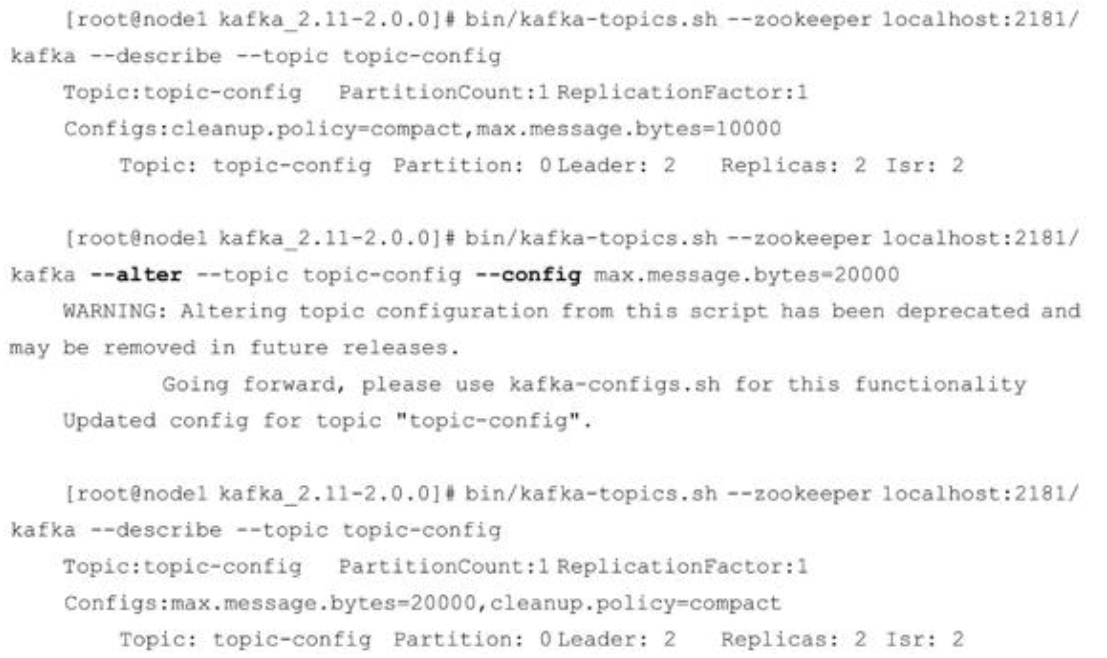 [root@node1 kafka_2.11-2.0.0]# bin/kafka-topics.sh --zookeeper localhost:2181/
kafka --describe --topic topic-config
Topic:topic-config PartitionCount:1 ReplicationFactor:1
Configs:cleanup.policy=compact,max.message.bytes=10000
Topic: topic-config Partition: 0 Leader: 2 Replicas: 2 Isr: 2
[root@node1 kafka_2.11-2.0.0]# bin/kafka-topics.sh --zookeeper localhost:2181/
kafka --alter --topic topic-config --config max.message.bytes=20000
WARNING: Altering topic configuration from this script has been deprecated and
may be removed in future releases.
Going forward, please use kafka-configs.sh for this functionality
Updated config for topic "topic-config".
[root@node1 kafka_2.11-2.0.0]# bin/kafka-topics.sh --zookeeper localhost:2181/
kafka --describe --topic topic-config
Topic:topic-config PartitionCount:1 ReplicationFactor:1
Configs:max.message.bytes=20000,cleanup.policy=compact
Topic: topic-config Partition: 0 Leader: 2 Replicas: 2 Isr: 2